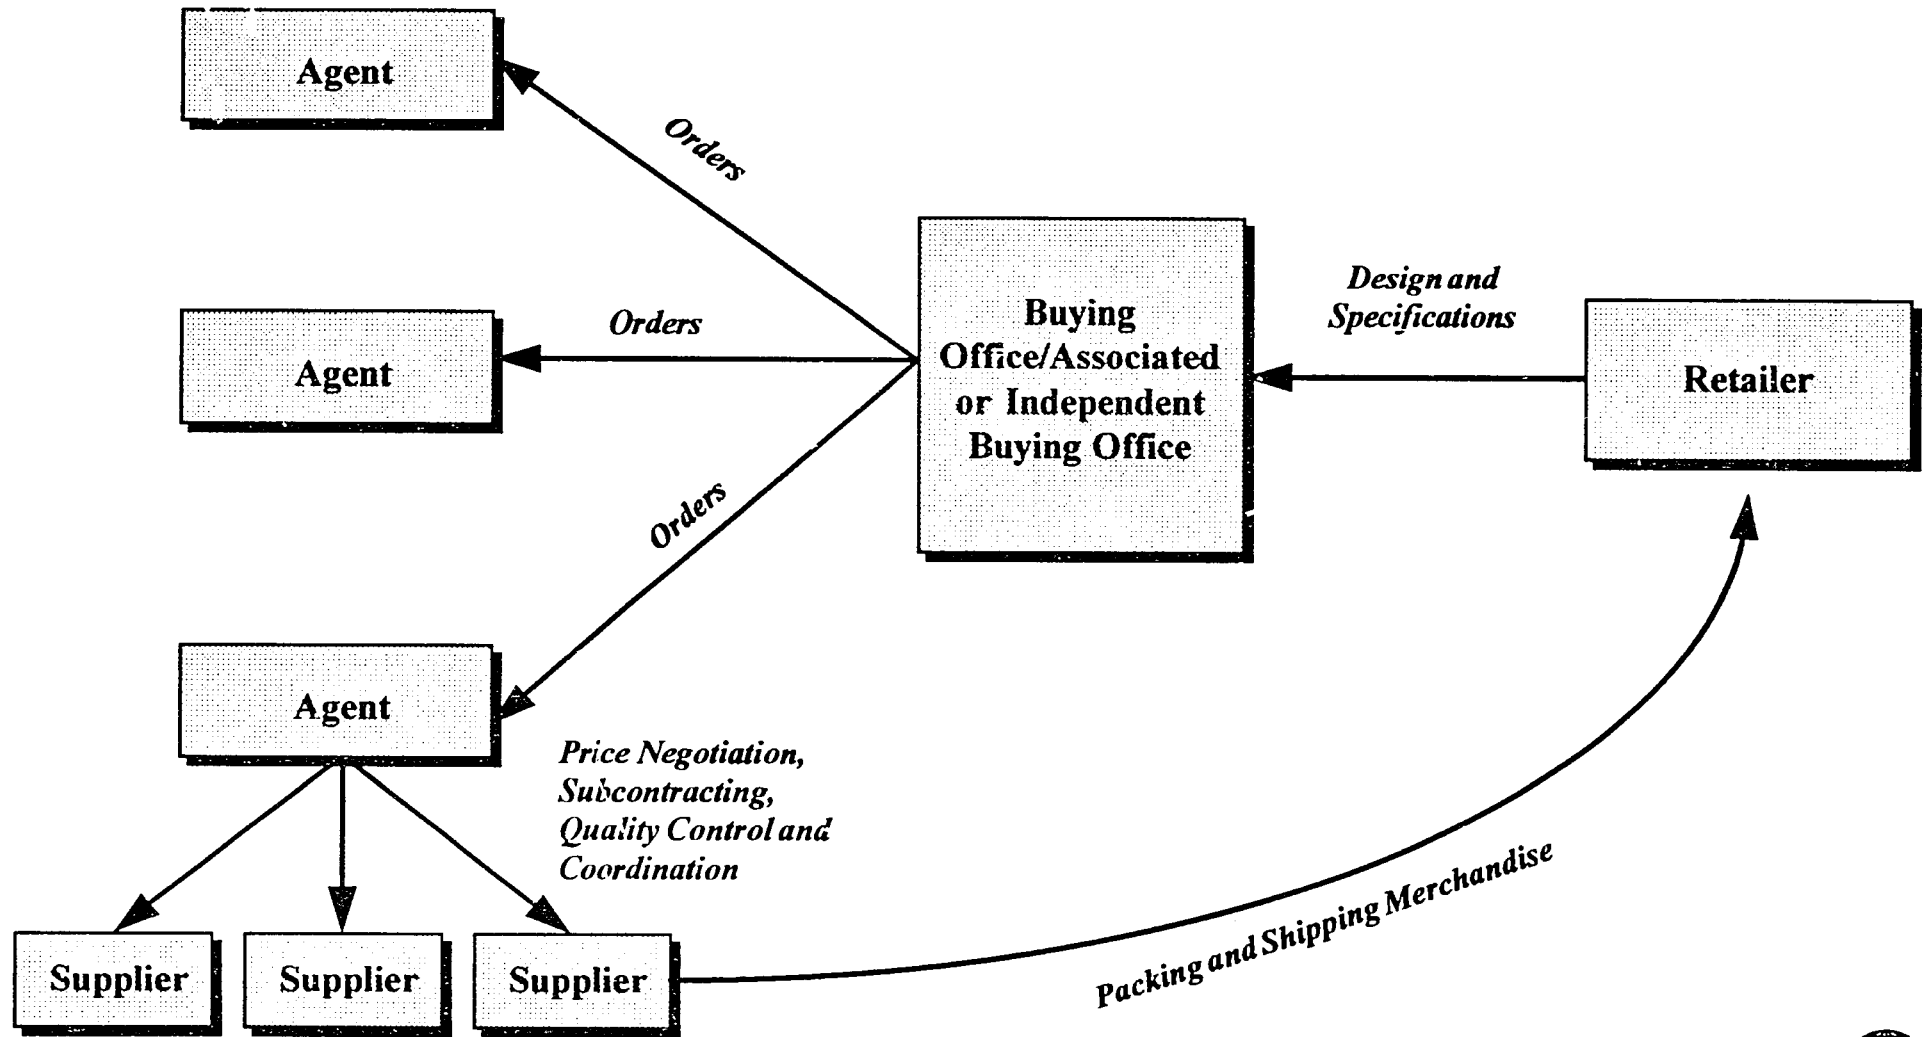 Agent
Orders
Agent
Orders
Buying
Office/Associated
or Independent
Buying Office
Design and
Specifications
Retailer
Orders
Agent
Price Negotiation,
Subcontracting,
Quality Control and
Coordination
Supplier
Supplier
Supplier
Packing and Shipping Merchandise